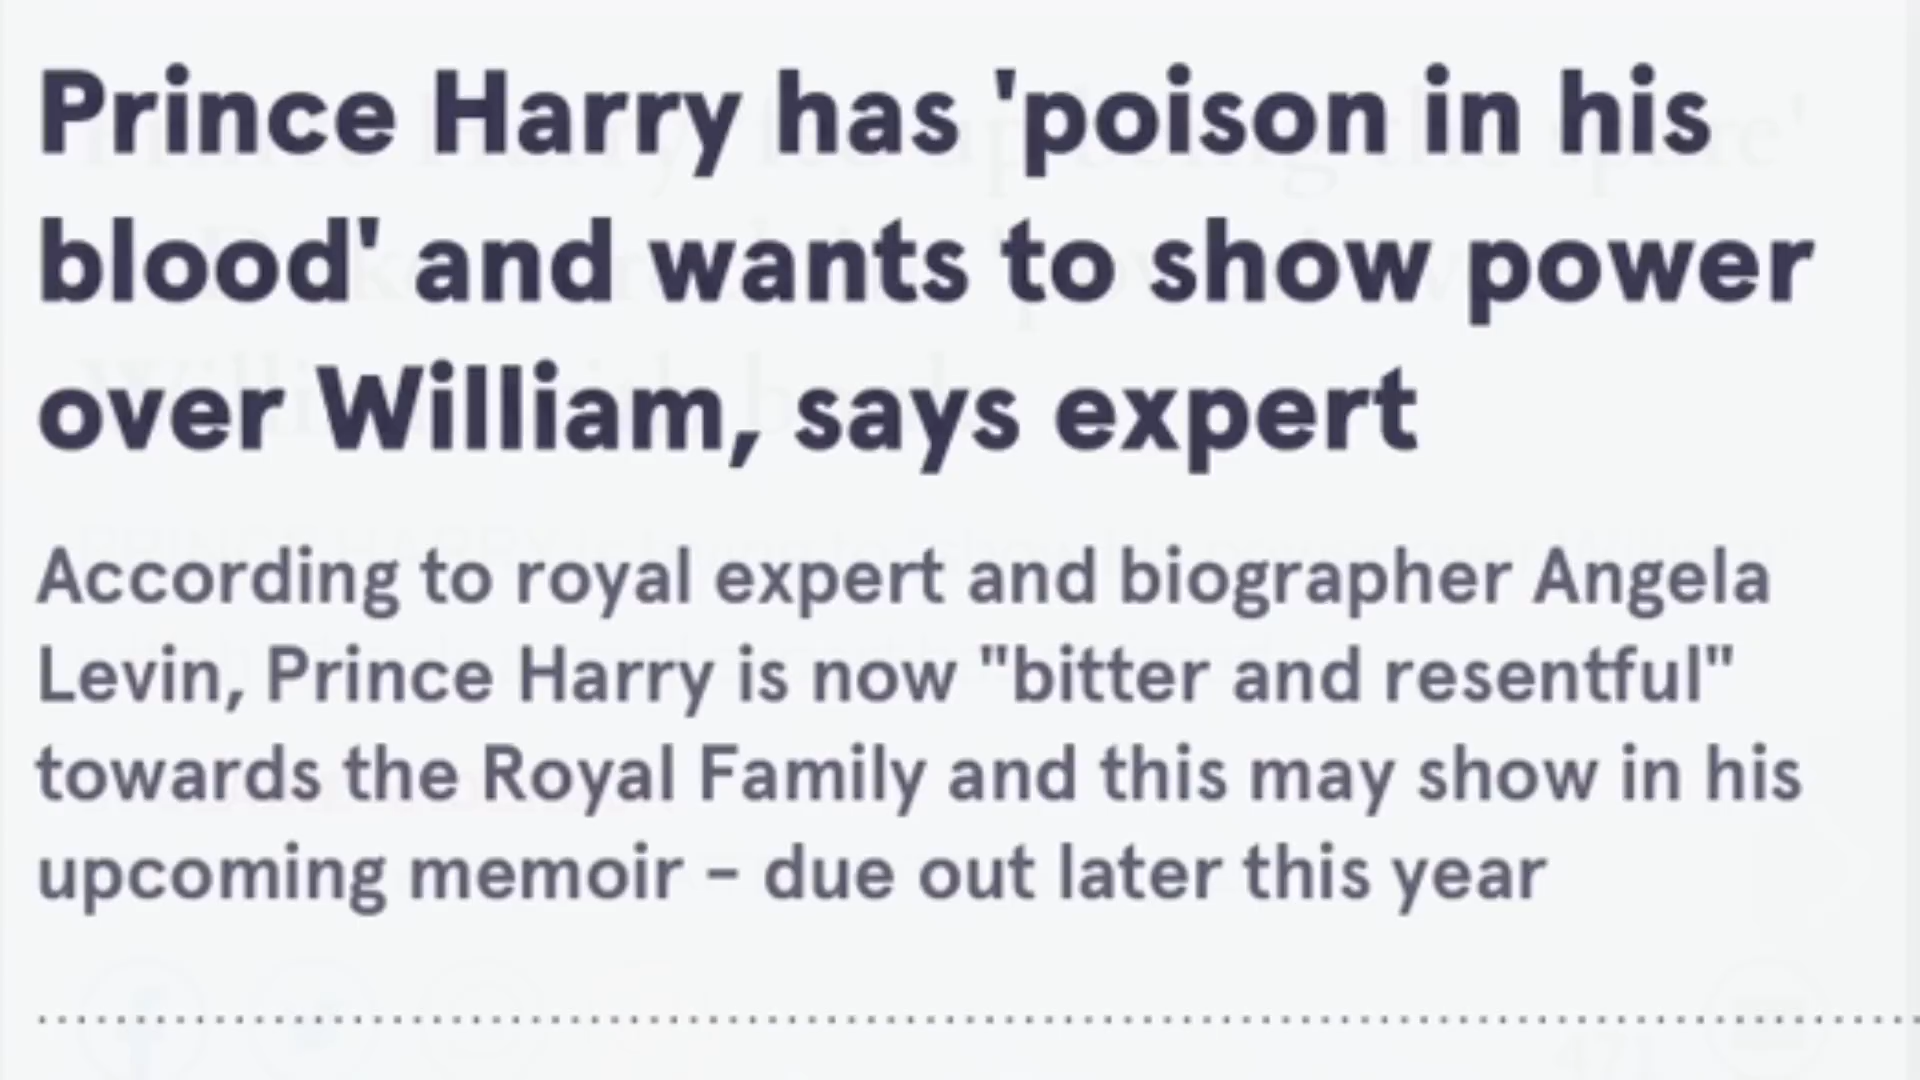 Prince Harry has 'poison in his
blood' and wants to show power
over William, says expert
According to royal expert and biographer Angela
Levin, Prince Harry is now "bitter and resentful"
towards the Royal Family and this may show in his
upcoming memoir – due out later this year